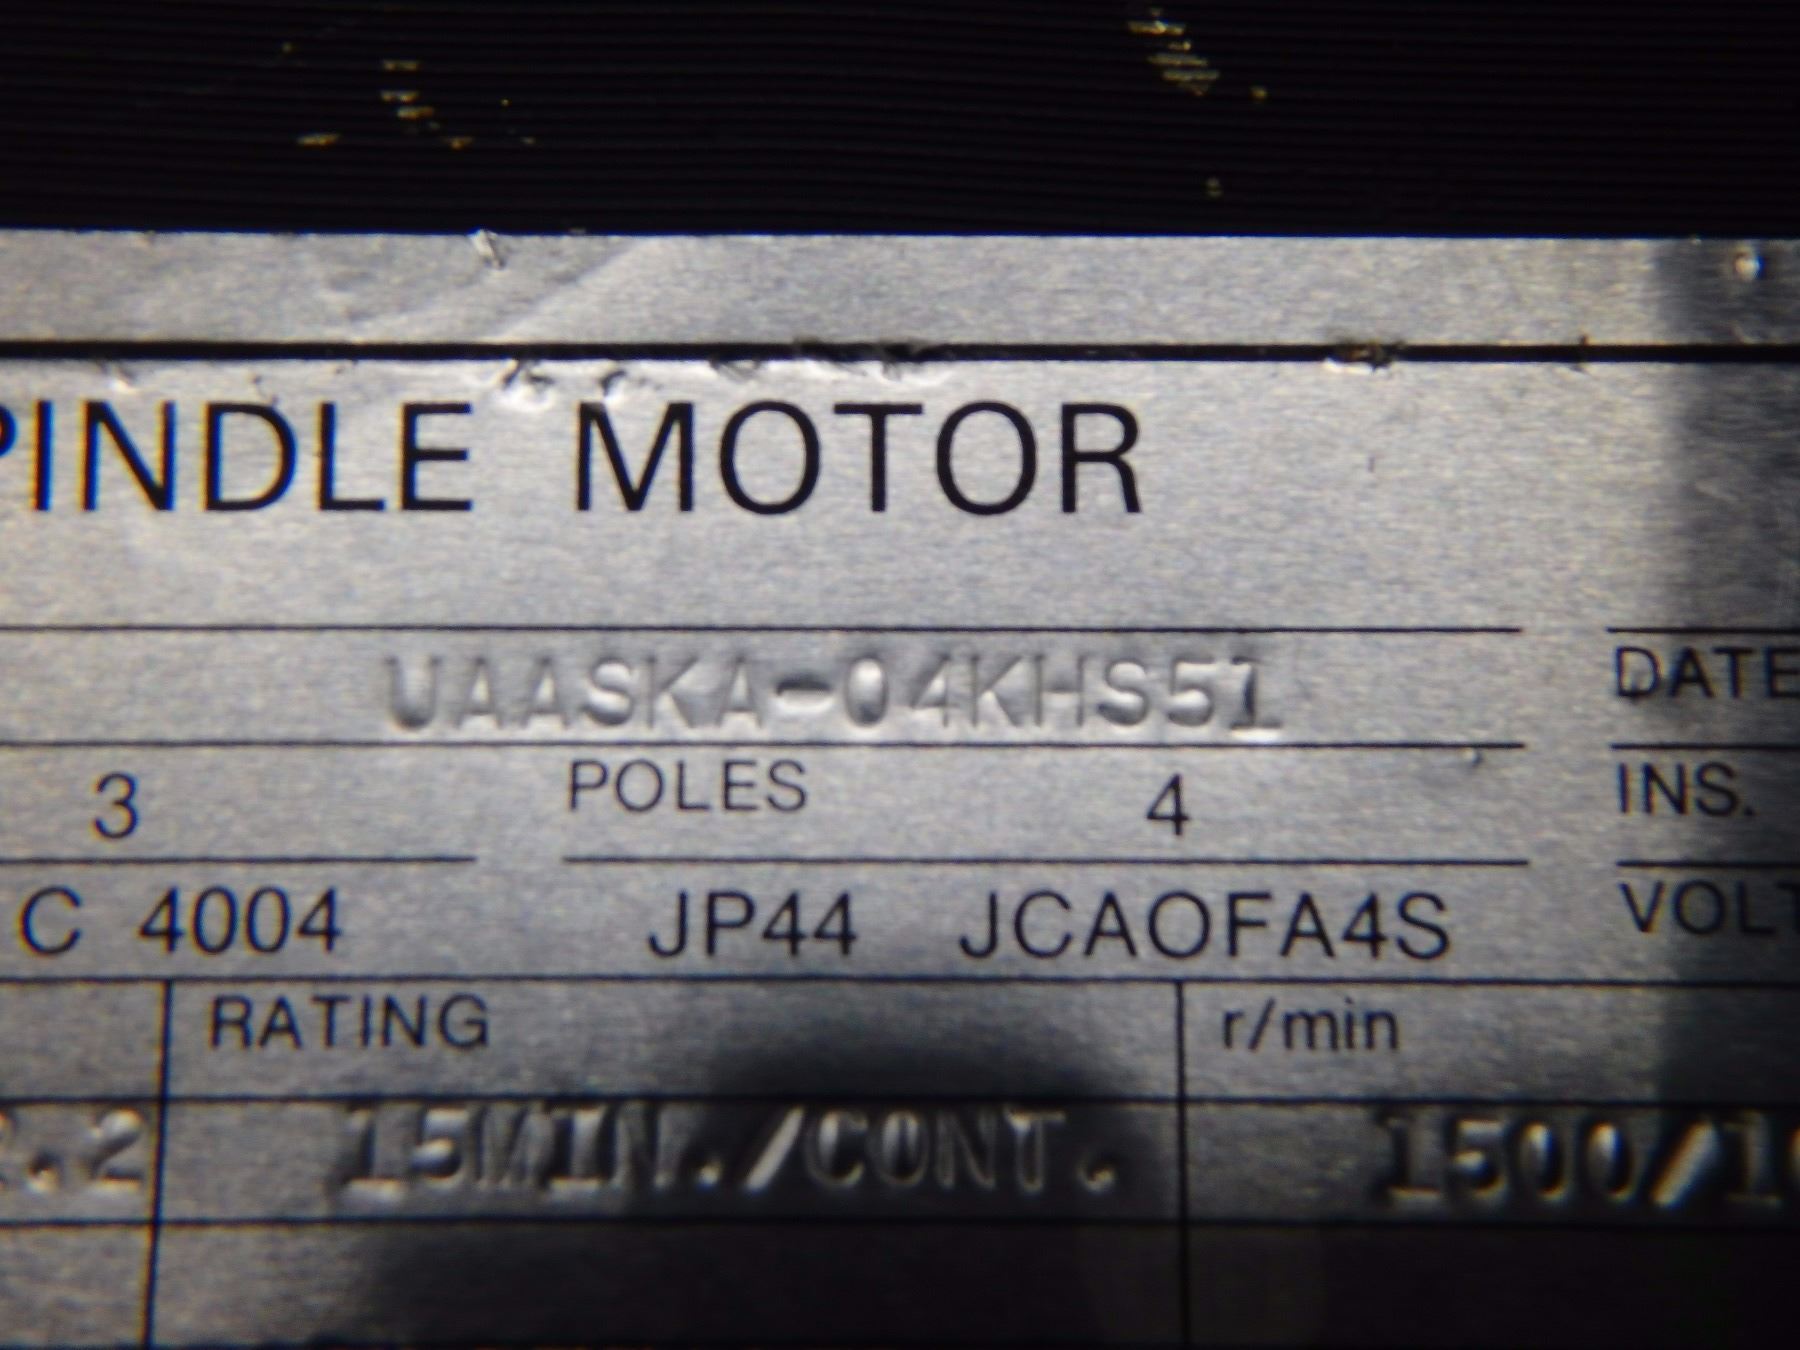 PINDLE MOTOR
UAASKA-04KHS51 DATE
3 POLES 4 INS.
C 4004 JP44 JCAOFA4S VOLT
RATING r/min
.2 15MIN./CONT. 1500/10